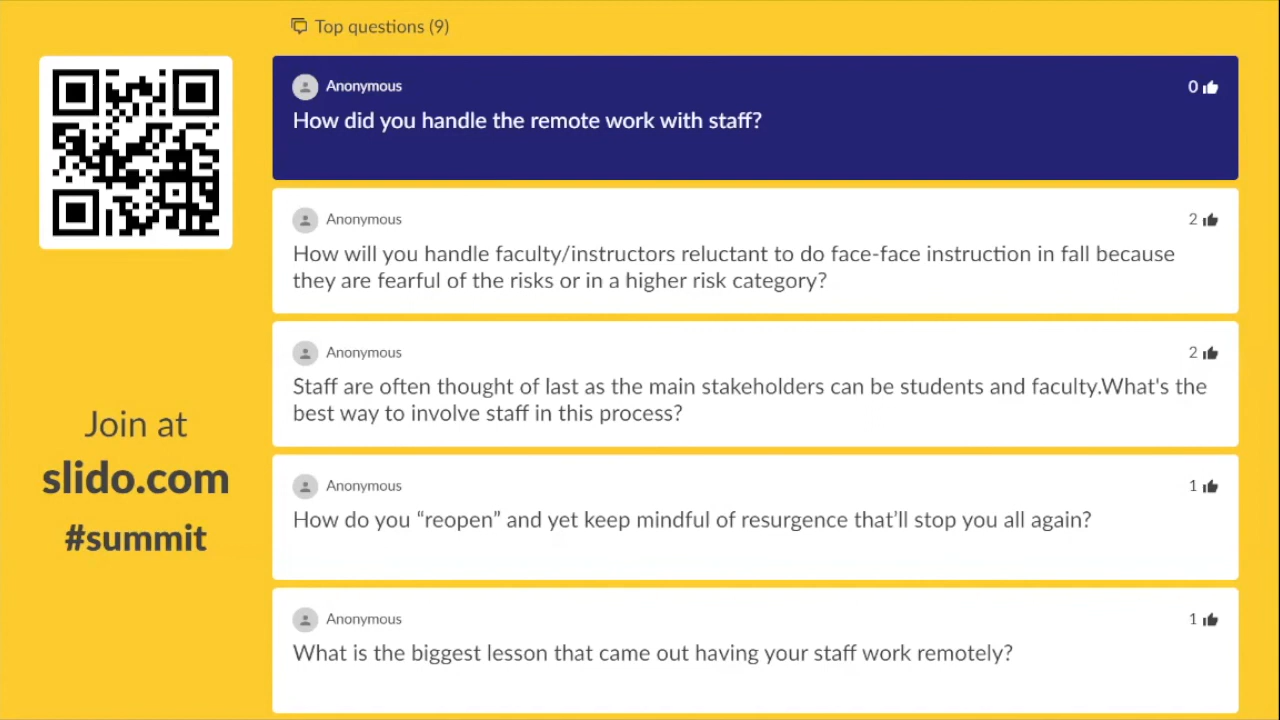 Top questions (9)
Anonymous
0
How did you handle the remote work with staff?
Anonymous
2
How will you handle faculty/instructors reluctant to do face-face instruction in fall because
they are fearful of the risks or in a higher risk category?
Anonymous
2
Staff are often thought of last as the main stakeholders can be students and faculty.What's the
best way to involve staff in this process?
Anonymous
1
How do you “reopen” and yet keep mindful of resurgence that’ll stop you all again?
Anonymous
1
What is the biggest lesson that came out having your staff work remotely?
Join at
slido.com
#summit